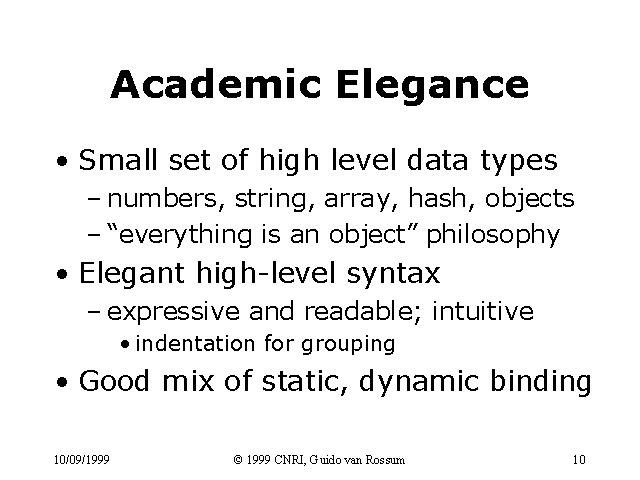 Academic Elegance
• Small set of high level data types
– numbers, string, array, hash, objects
– “everything is an object” philosophy
• Elegant high-level syntax
– expressive and readable; intuitive
• indentation for grouping
• Good mix of static, dynamic binding
10/09/1999 © 1999 CNRI, Guido van Rossum 10